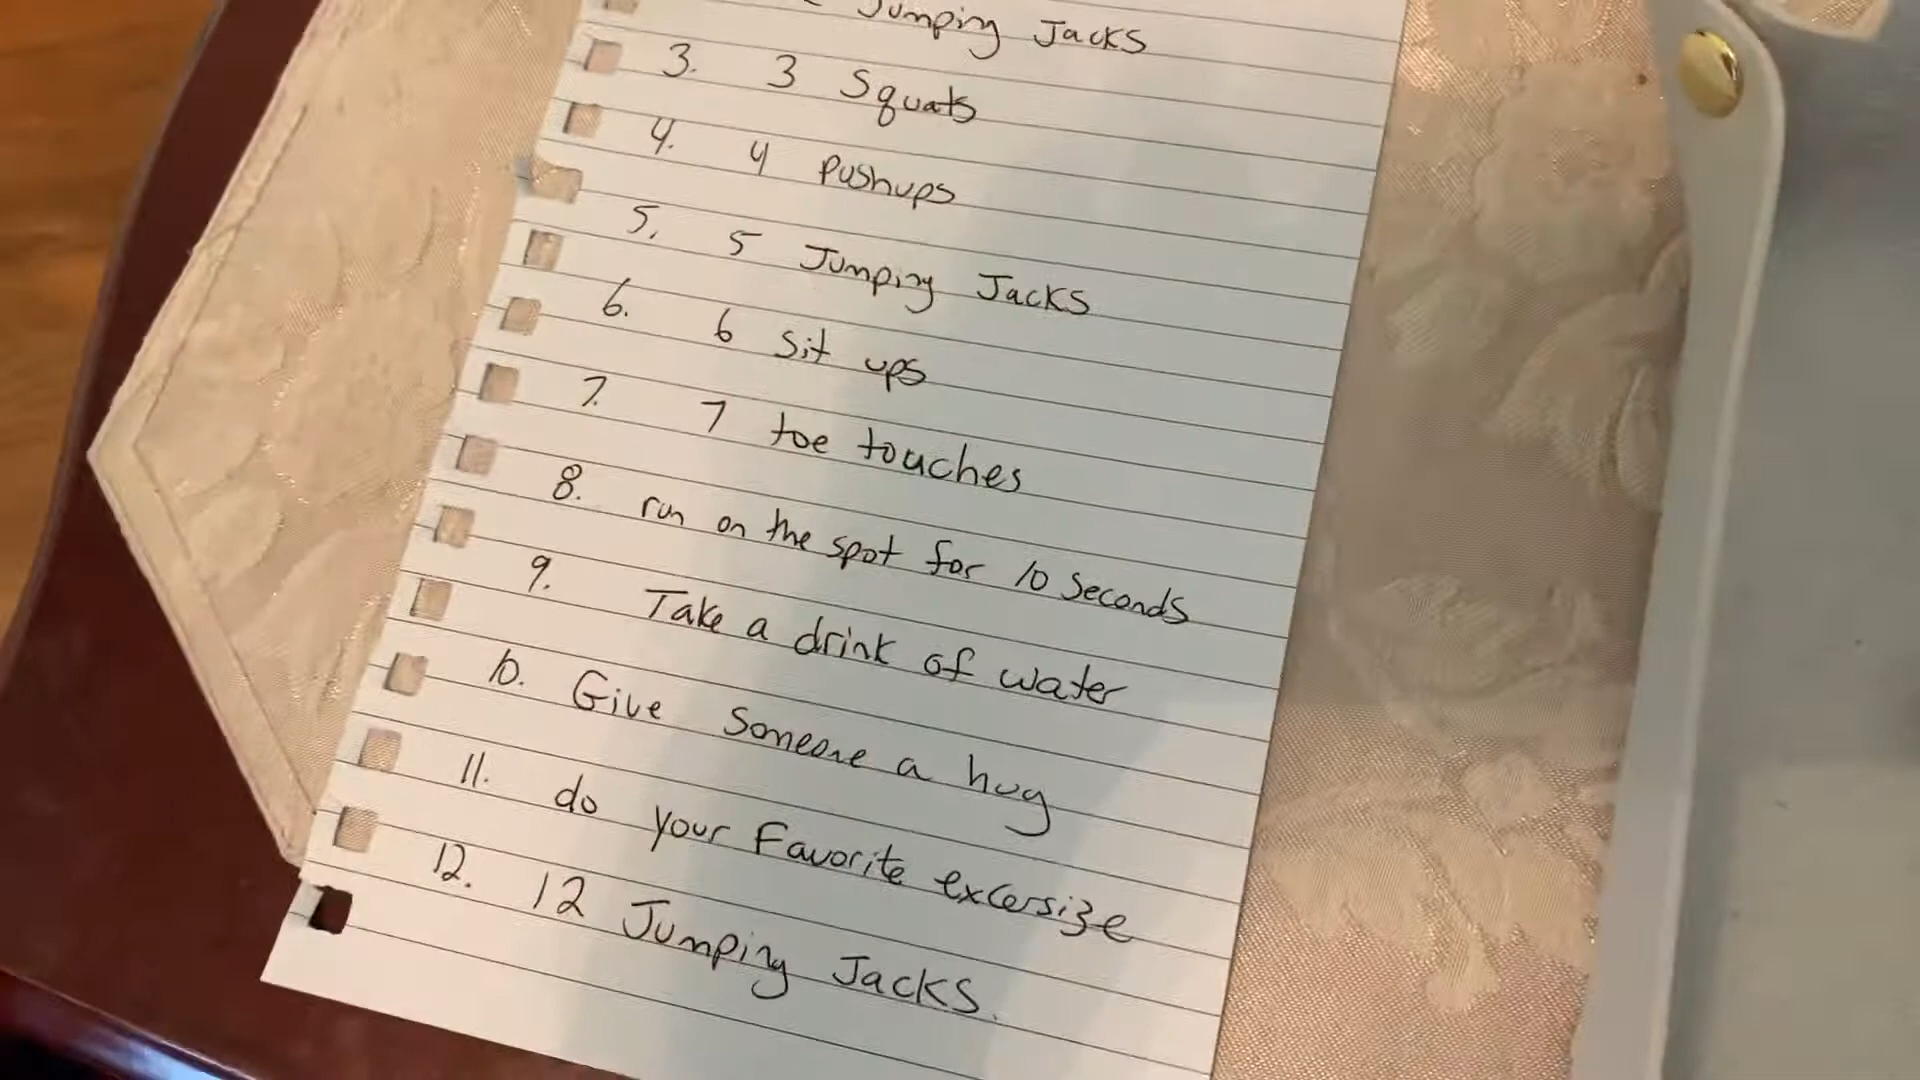 Jumping Jacks
3. 3 Squats
4. 4 Pushups
5. 5 Jumping Jacks
6. 6 Sit ups
7. 7 toe touches
8. run on the spot for 10 Seconds
9. Take a drink of water
10. Give Someone a hug
11. do your Favorite excersize
12. 12 Jumping Jacks.